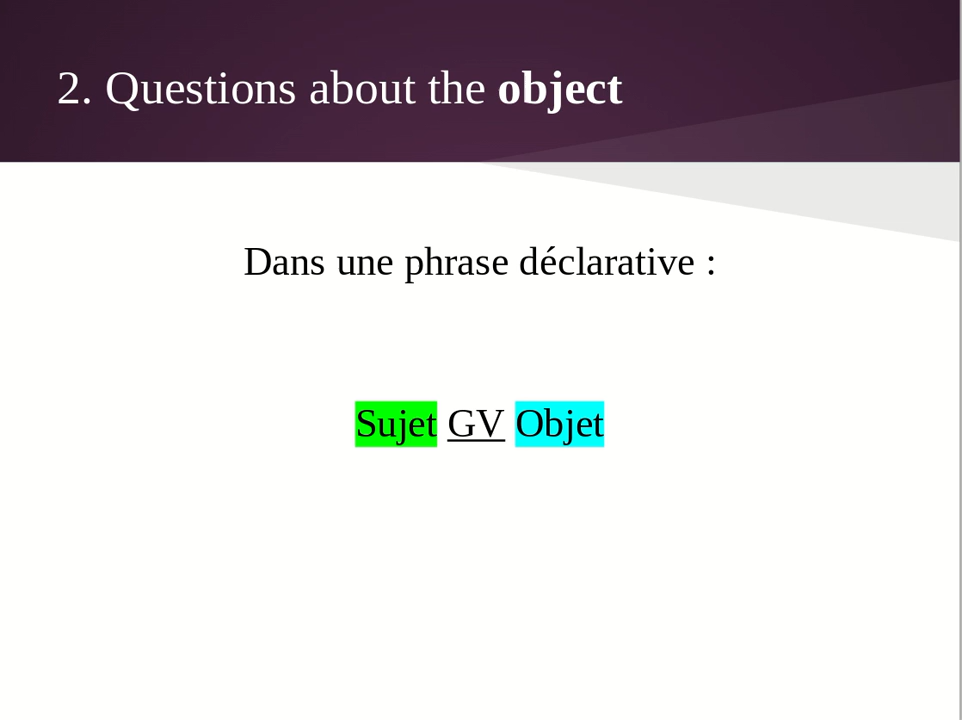 2. Questions about the object
Dans une phrase déclarative :
Sujet GV Objet